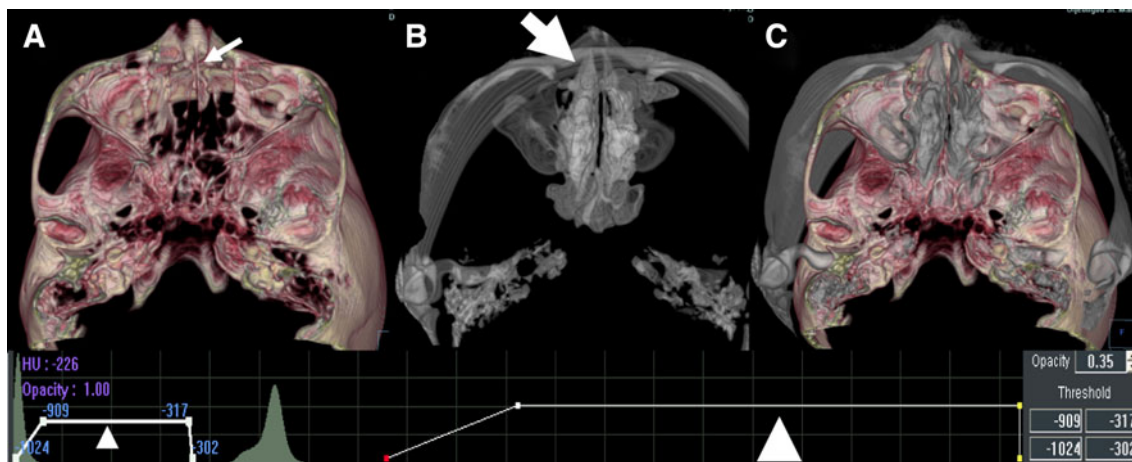 A
B
C
D
HU : -226
Opacity : 1.00
-909
-317
-1024
-302
Opacity 0.35
Threshold
-909 -317
-1024 -302